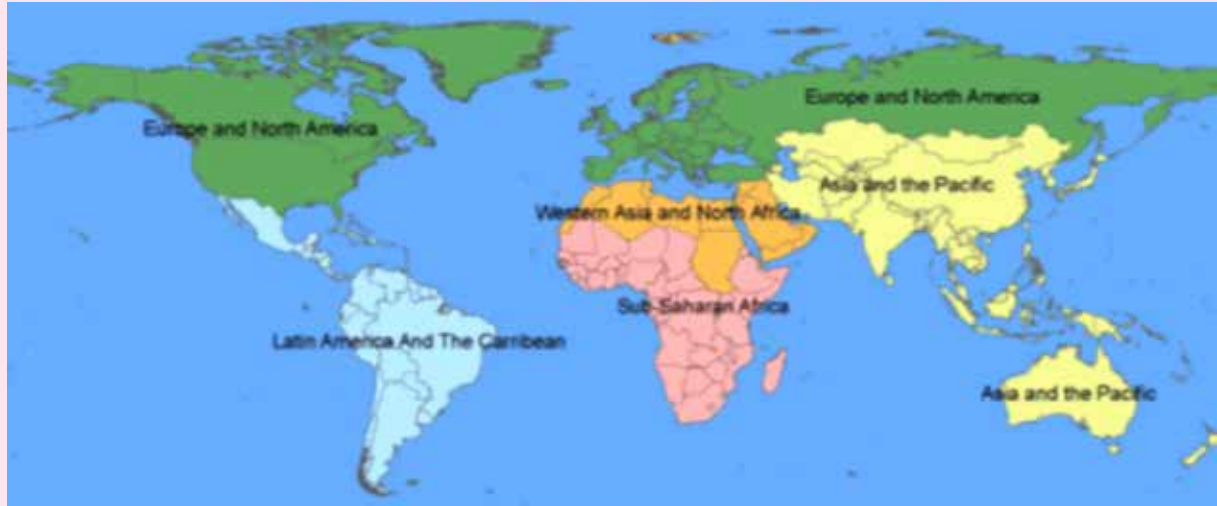 Europe and North America
Europe and North America
Asia and the Pacific
Western Asia and North Africa
Sub-Saharan Africa
Latin America And The Carribean
Asia and the Pacific